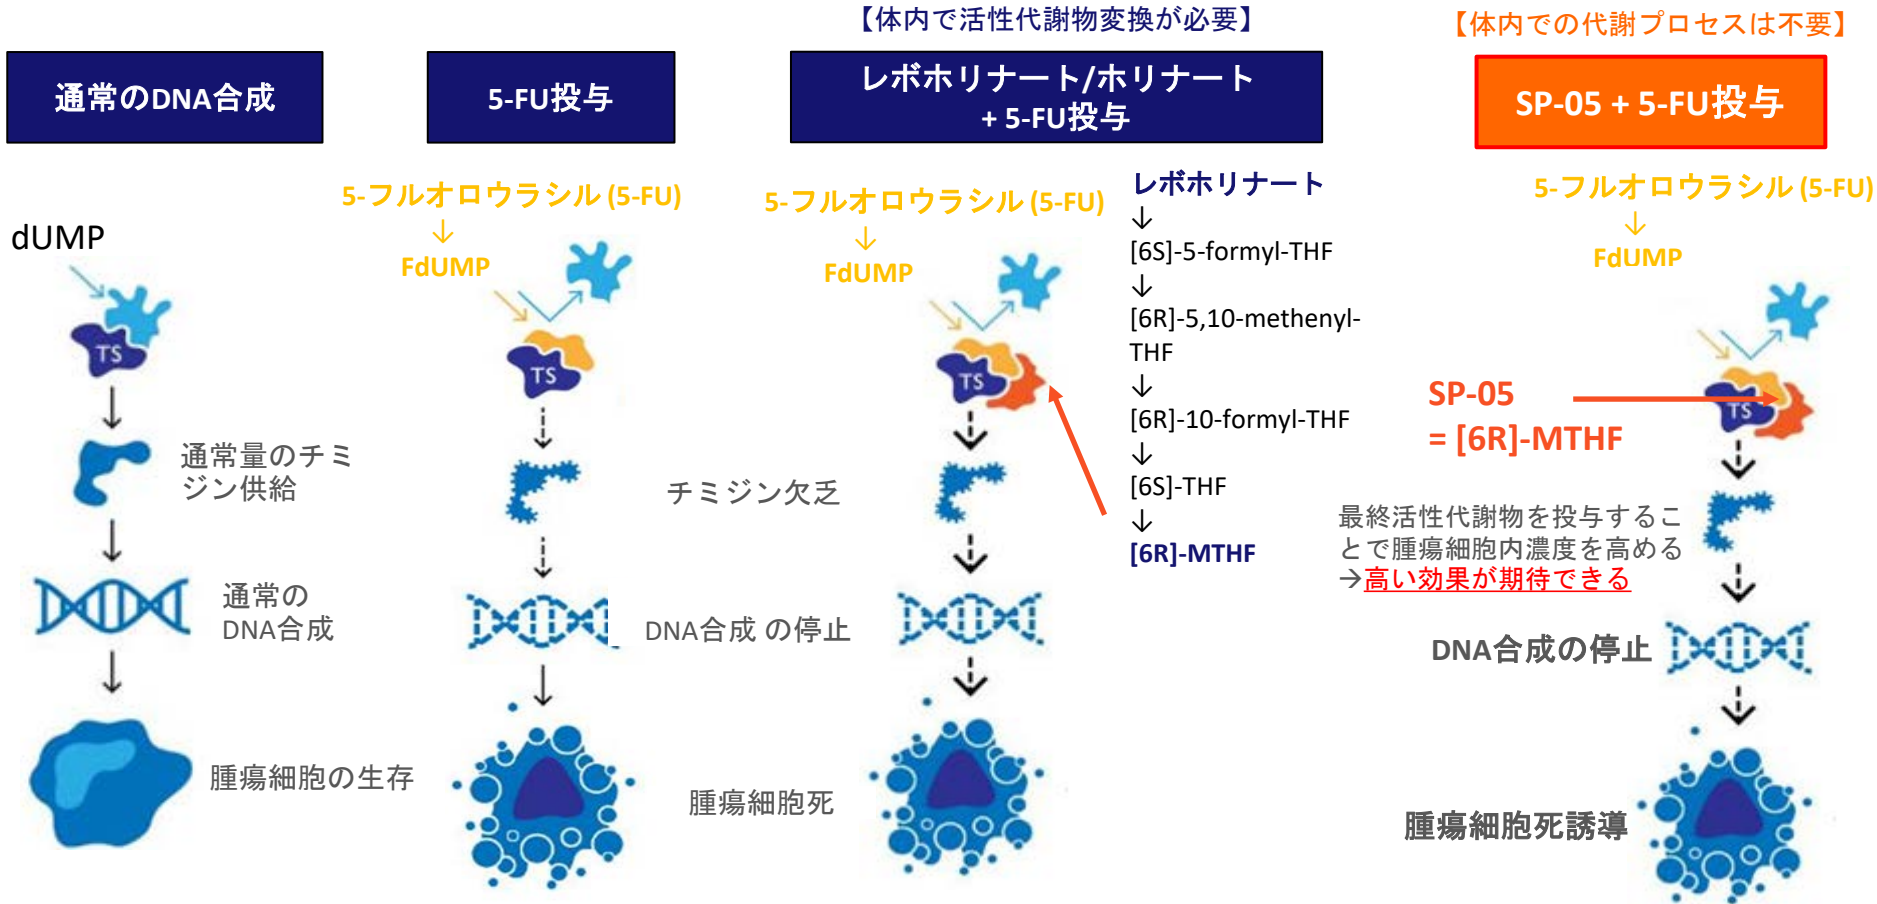 【体内で活性代謝物変換が必要】
【体内での代謝プロセスは不要】
通常のDNA合成
5-FU投与
レボホリナート/ホリナート
+ 5-FU投与
SP-05 + 5-FU投与
dUMP
TS
通常量のチミ
ジン供給
通常の
DNA合成
腫瘍細胞の生存
5-フルオロウラシル (5-FU)
↓
FdUMP
TS
チミジン欠乏
DNA合成 の停止
腫瘍細胞死
5-フルオロウラシル (5-FU)
↓
FdUMP
TS
レボホリナート
↓
[6S]-5-formyl-THF
↓
[6R]-5,10-methenyl-
THF
↓
[6R]-10-formyl-THF
↓
[6S]-THF
↓
[6R]-MTHF
5-フルオロウラシル (5-FU)
↓
FdUMP
TS
SP-05
= [6R]-MTHF
最終活性代謝物を投与するこ
とで腫瘍細胞内濃度を高める
→高い効果が期待できる
DNA合成の停止
腫瘍細胞死誘導